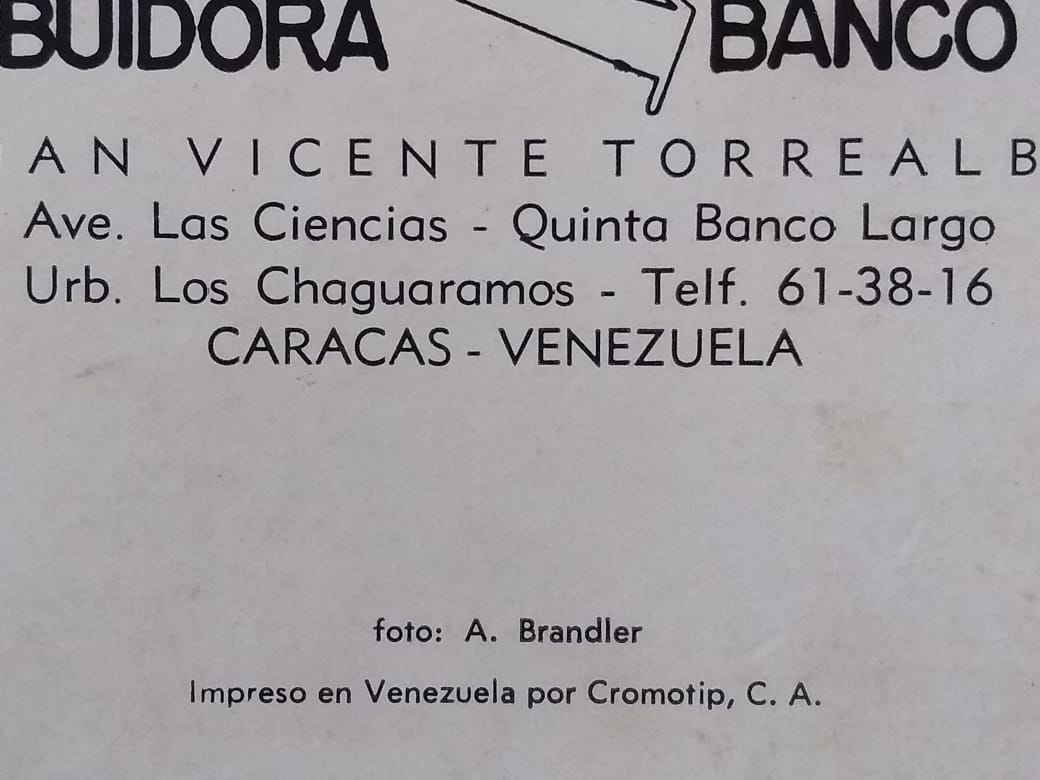 BUIDORA BANCO
AN VICENTE TORREALB
Ave. Las Ciencias - Quinta Banco Largo
Urb. Los Chaguaramos - Telf. 61-38-16
CARACAS - VENEZUELA
foto: A. Brandler
Impreso en Venezuela por Cromotip, C. A.